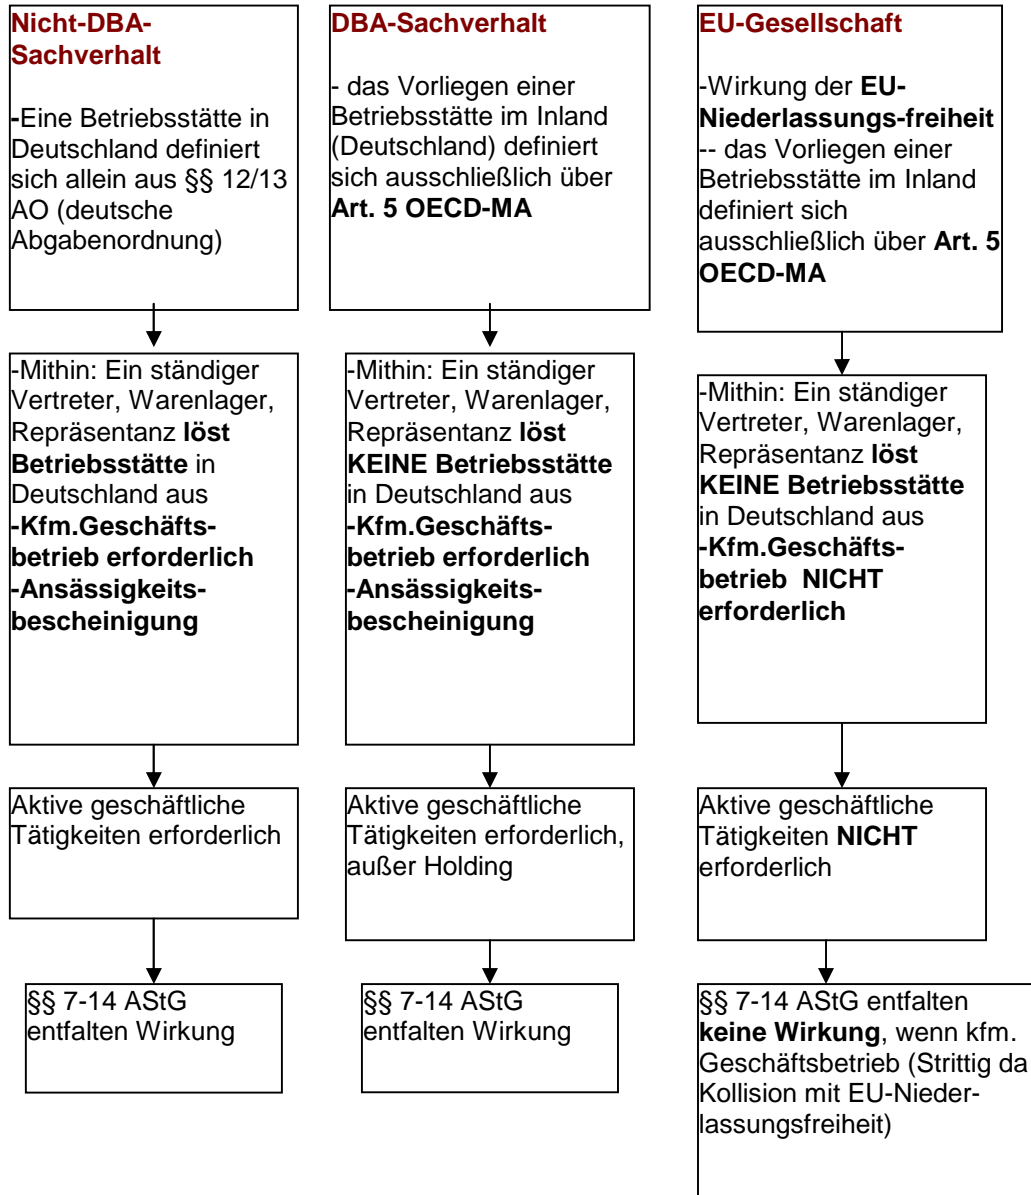 Nicht-DBA-
Sachverhalt
-Eine Betriebsstätte in
Deutschland definiert
sich allein aus §§ 12/13
AO (deutsche
Abgabenordnung)
-Mithin: Ein ständiger
Vertreter, Warenlager,
Repräsentanz löst
Betriebsstätte in
Deutschland aus
-Kfm.Geschäfts-
betrieb erforderlich
-Ansässigkeits-
bescheinigung
Aktive geschäftliche
Tätigkeiten erforderlich
§§ 7-14 AStG
entfalten Wirkung
DBA-Sachverhalt
- das Vorliegen einer
Betriebsstätte im Inland
(Deutschland) definiert
sich ausschließlich über
Art. 5 OECD-MA
-Mithin: Ein ständiger
Vertreter, Warenlager,
Repräsentanz löst
KEINE Betriebsstätte
in Deutschland aus
-Kfm.Geschäfts-
betrieb erforderlich
-Ansässigkeits-
bescheinigung
Aktive geschäftliche
Tätigkeiten erforderlich,
außer Holding
§§ 7-14 AStG
entfalten Wirkung
EU-Gesellschaft
-Wirkung der EU-
Niederlassungs-freiheit
-- das Vorliegen einer
Betriebsstätte im Inland
definiert sich
ausschließlich über Art. 5
OECD-MA
-Mithin: Ein ständiger
Vertreter, Warenlager,
Repräsentanz löst
KEINE Betriebsstätte
in Deutschland aus
-Kfm.Geschäfts-
betrieb NICHT
erforderlich
Aktive geschäftliche
Tätigkeiten NICHT
erforderlich
§§ 7-14 AStG entfalten
keine Wirkung, wenn kfm.
Geschäftsbetrieb (Strittig da
Kollision mit EU-Nieder-
lassungsfreiheit)